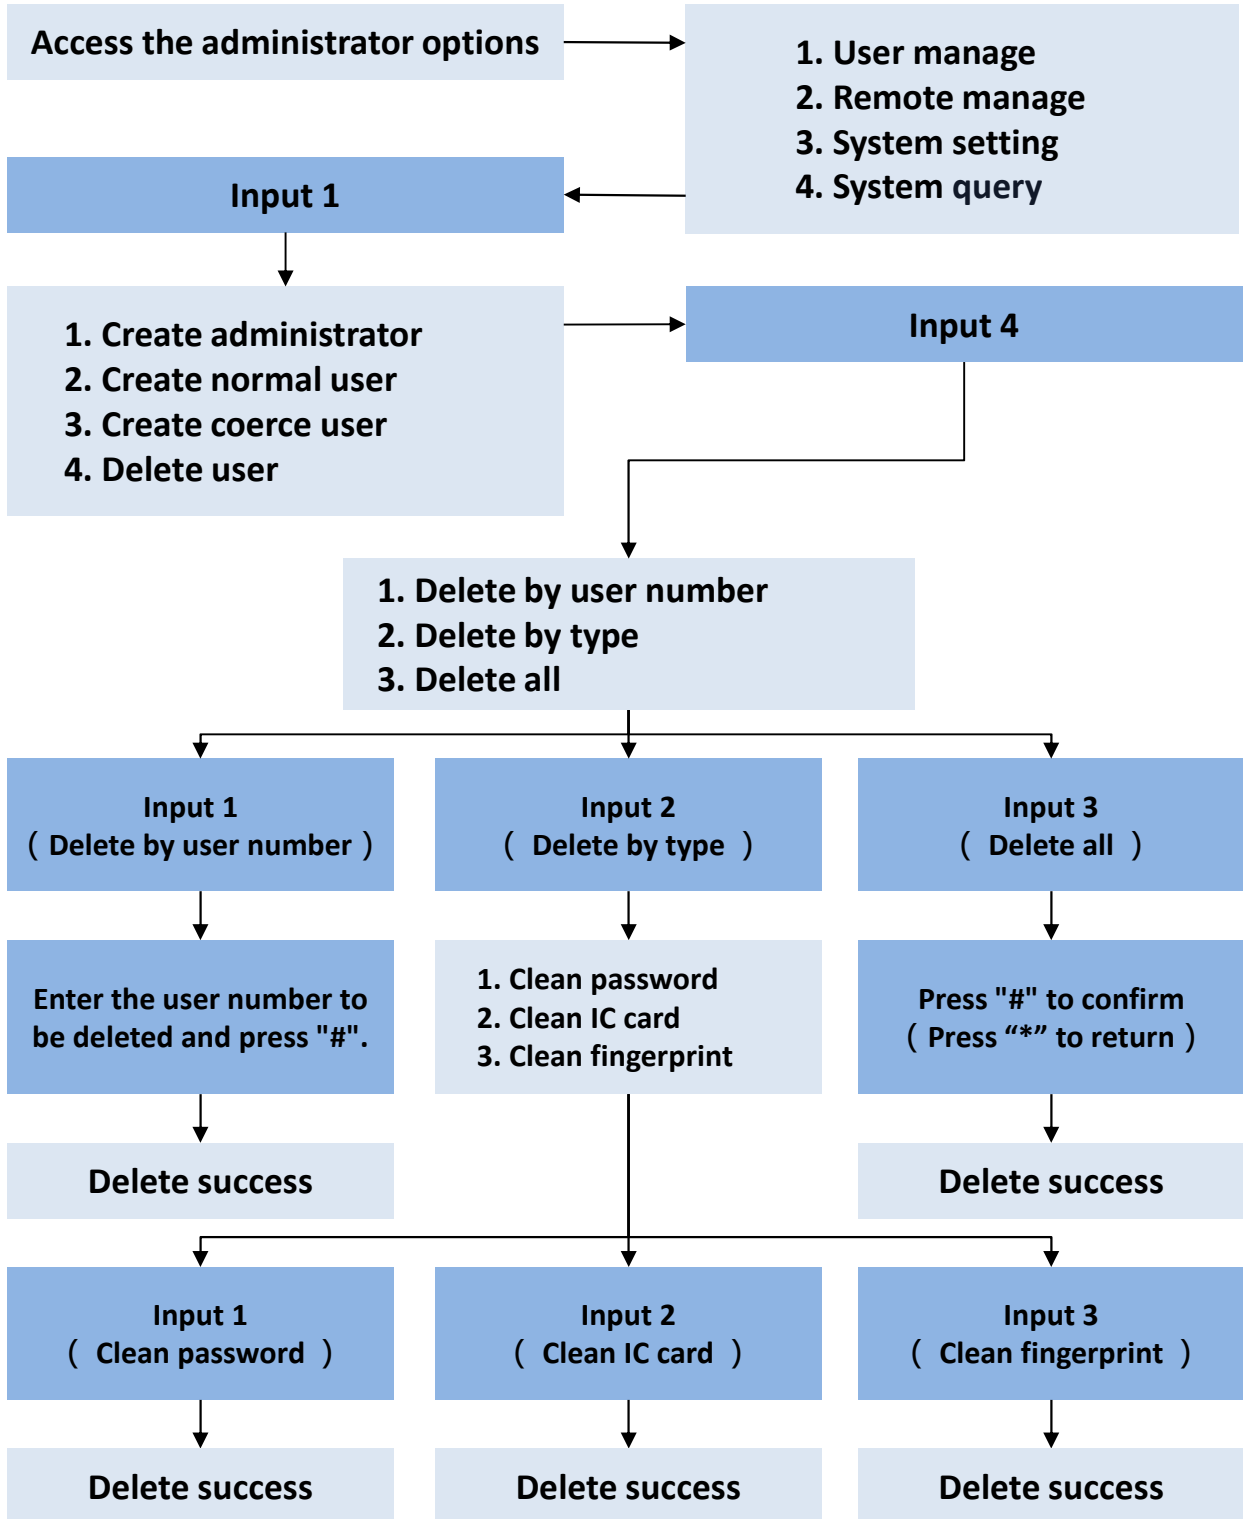 Access the administrator options
1. User manage
2. Remote manage
3. System setting
4. System query
Input 1
1. Create administrator
2. Create normal user
3. Create coerce user
4. Delete user
Input 4
1. Delete by user number
2. Delete by type
3. Delete all
Input 1
（ Delete by user number ）
Input 2
（ Delete by type ）
Input 3
（ Delete all ）
Enter the user number to
be deleted and press "#".
1. Clean password
2. Clean IC card
3. Clean fingerprint
Press "#" to confirm
（ Press “*” to return ）
Delete success
Delete success
Input 1
（ Clean password ）
Input 2
（ Clean IC card ）
Input 3
（ Clean fingerprint ）
Delete success
Delete success
Delete success